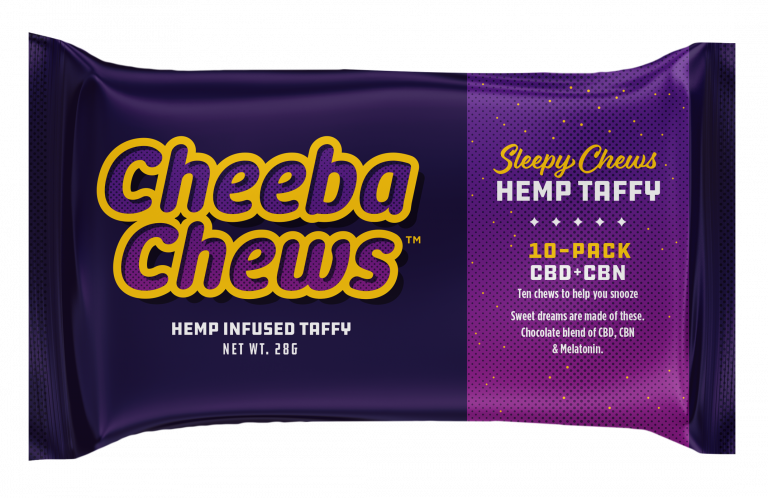 Cheeba
Chews™
HEMP INFUSED TAFFY
NET WT. 28G
Sleepy Chews
HEMP TAFFY
10-PACK
CBD+CBN
Ten chews to help you snooze
Sweet dreams are made of these.
Chocolate blend of CBD, CBN
& Melatonin.